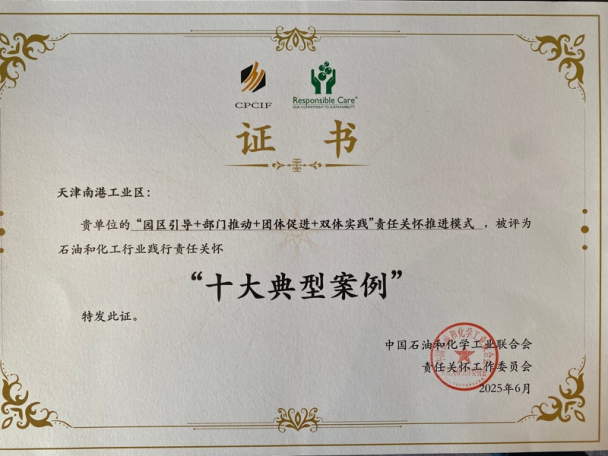 CPCIF
Responsible Care®
OUR COMMITMENT TO SUSTAINABILITY
证 书
天津南港工业区：
贵单位的“园区引导+部门推动+团体促进+双体实践”责任关怀推进模式，被评为
石油和化工行业践行责任关怀
“十大典型案例”
特发此证。
中国石油和化学工业联合会
责任关怀工作委员会
2025年6月